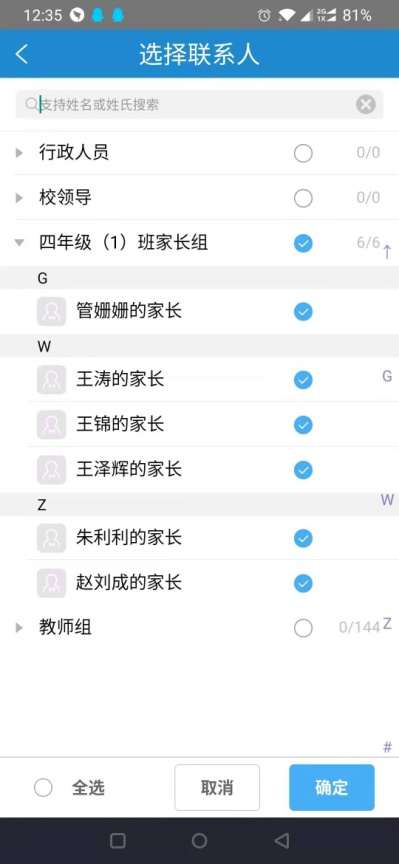 12:35 2G 1X 81%
选择联系人
支持姓名或姓氏搜索
行政人员 0/0
校领导 0/0
四年级（1）班家长组 6/6
↑
G
管姗姗的家长
W
王涛的家长
G
王锦的家长
王泽辉的家长
Z
W
朱利利的家长
赵刘成的家长
教师组 0/144
Z
#
全选 取消 确定